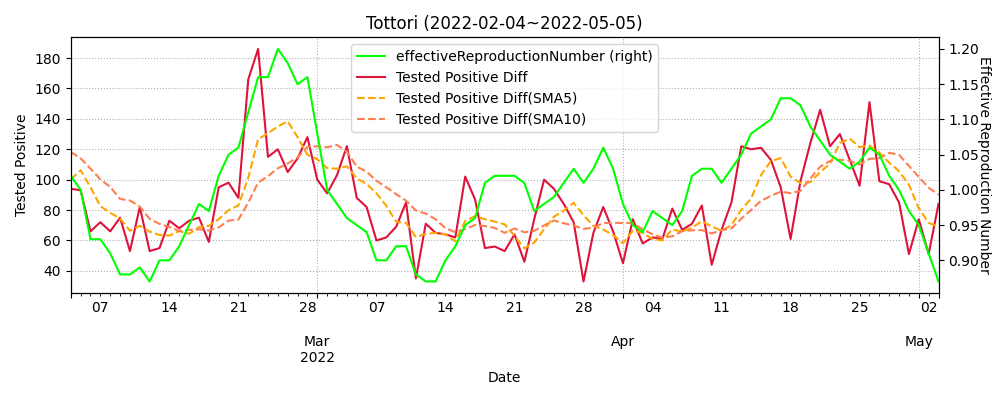 Tottori (2022-02-04~2022-05-05)
effectiveReproductionNumber (right)
Tested Positive Diff
Tested Positive Diff(SMA5)
Tested Positive Diff(SMA10)
Tested Positive
180
160
140
120
100
80
60
40
Effective Reproduction Number
1.20
1.15
1.10
1.05
1.00
0.95
0.90
07 14 21 28 07 14 21 28 04 11 18 25 02
Mar Apr May
2022
Date